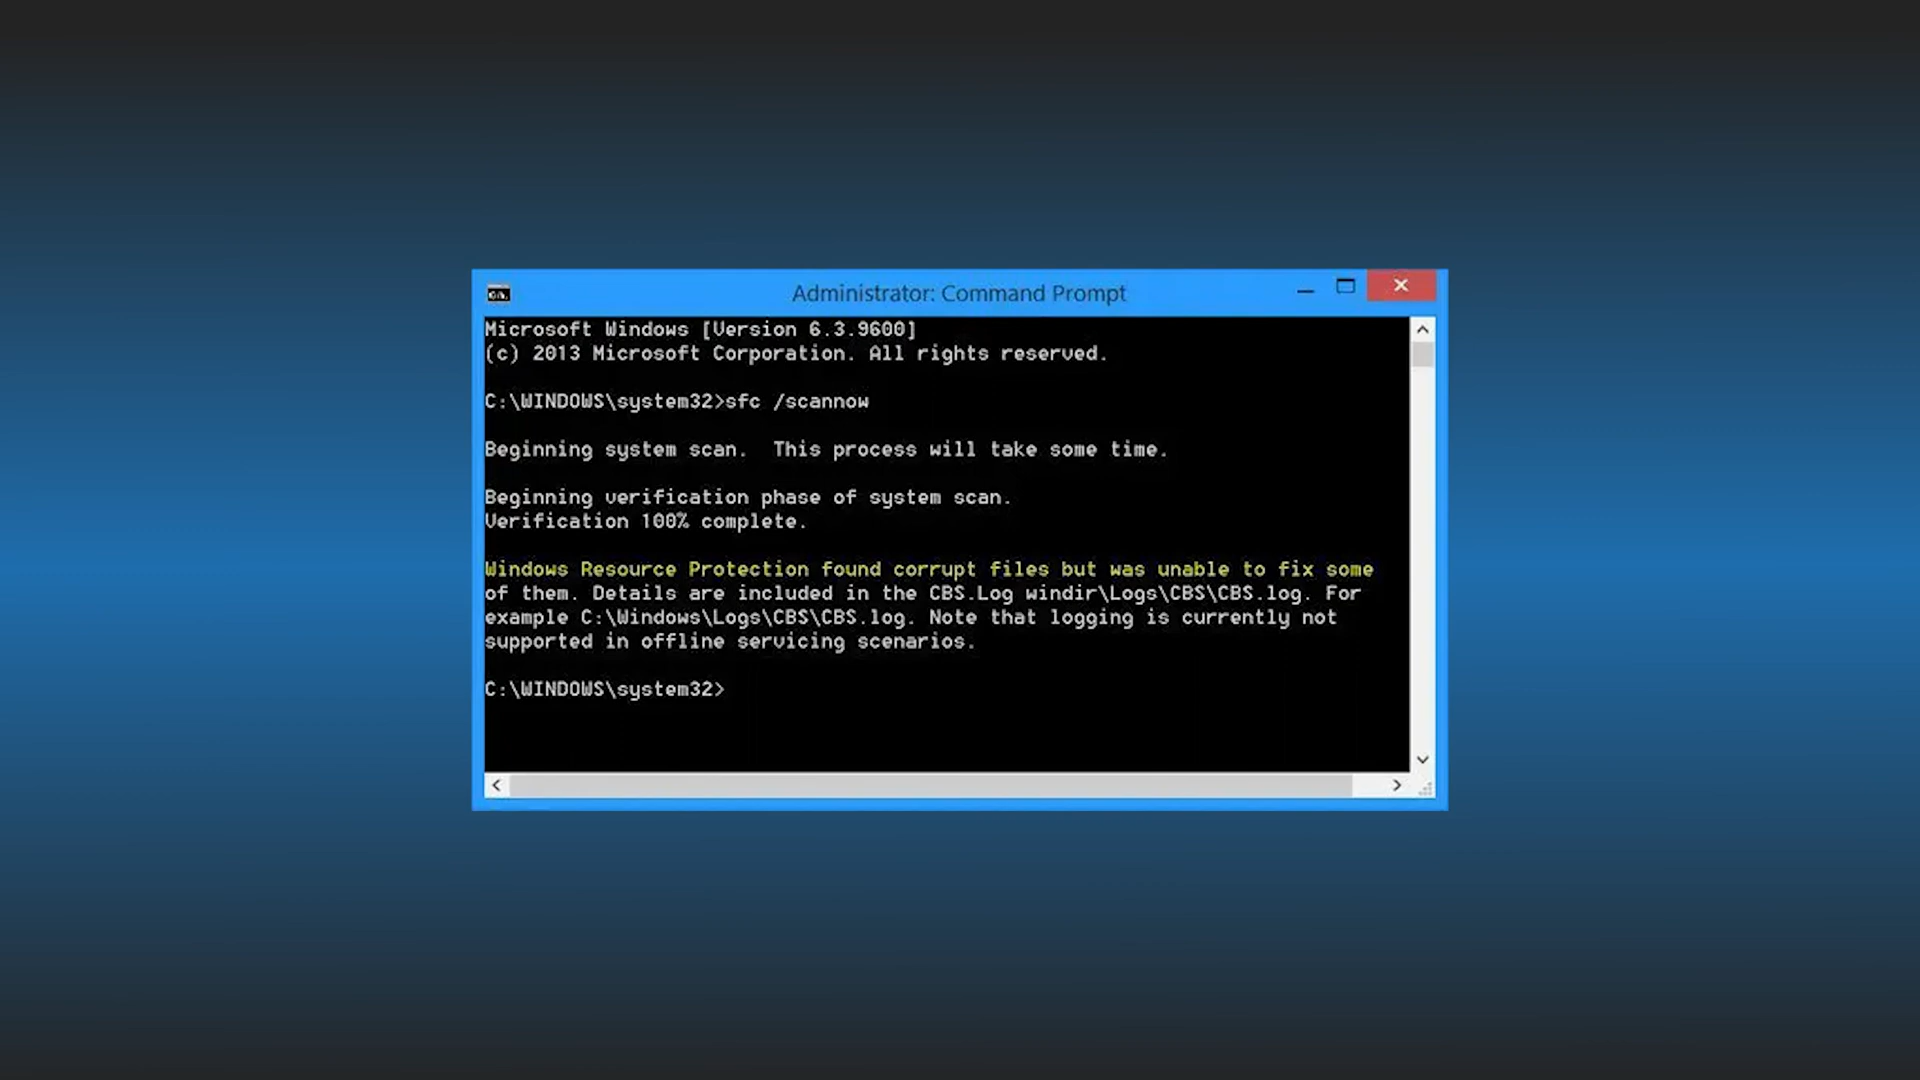 Administrator: Command Prompt
Microsoft Windows [Version 6.3.9600]
(c) 2013 Microsoft Corporation. All rights reserved.
C:\WINDOWS\system32>sfc /scannow
Beginning system scan.  This process will take some time.
Beginning verification phase of system scan.
Verification 100% complete.
Windows Resource Protection found corrupt files but was unable to fix some
of them. Details are included in the CBS.Log windir\Logs\CBS\CBS.log. For
example C:\Windows\Logs\CBS\CBS.log. Note that logging is currently not
supported in offline servicing scenarios.
C:\WINDOWS\system32>